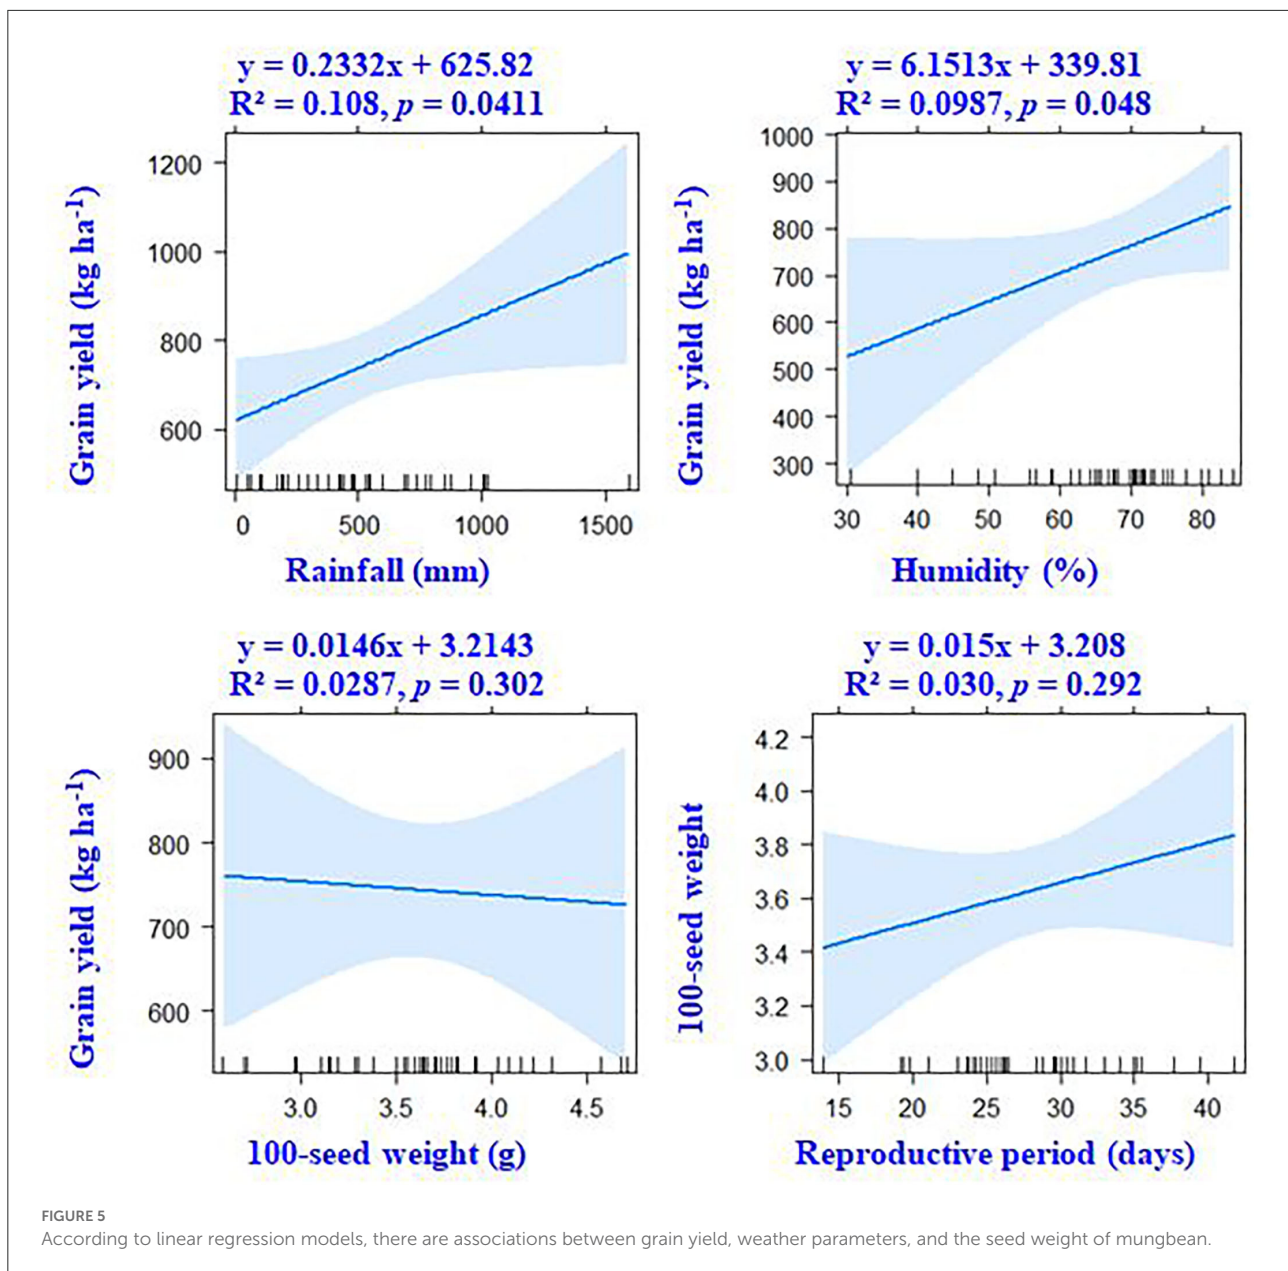 y = 0.2332x + 625.82
R² = 0.108, p = 0.0411
1200
1000
800
600
Grain yield (kg ha⁻¹)
0 500 1000 1500
Rainfall (mm)
y = 6.1513x + 339.81
R² = 0.0987, p = 0.048
1000
900
800
700
600
500
400
300
Grain yield (kg ha⁻¹)
30 40 50 60 70 80
Humidity (%)
y = 0.0146x + 3.2143
R² = 0.0287, p = 0.302
900
800
700
600
Grain yield (kg ha⁻¹)
3.0 3.5 4.0 4.5
100-seed weight (g)
y = 0.015x + 3.208
R² = 0.030, p = 0.292
4.2
4.0
3.8
3.6
3.4
3.2
3.0
100-seed weight
15 20 25 30 35 40
Reproductive period (days)
FIGURE 5
According to linear regression models, there are associations between grain yield, weather parameters, and the seed weight of mungbean.